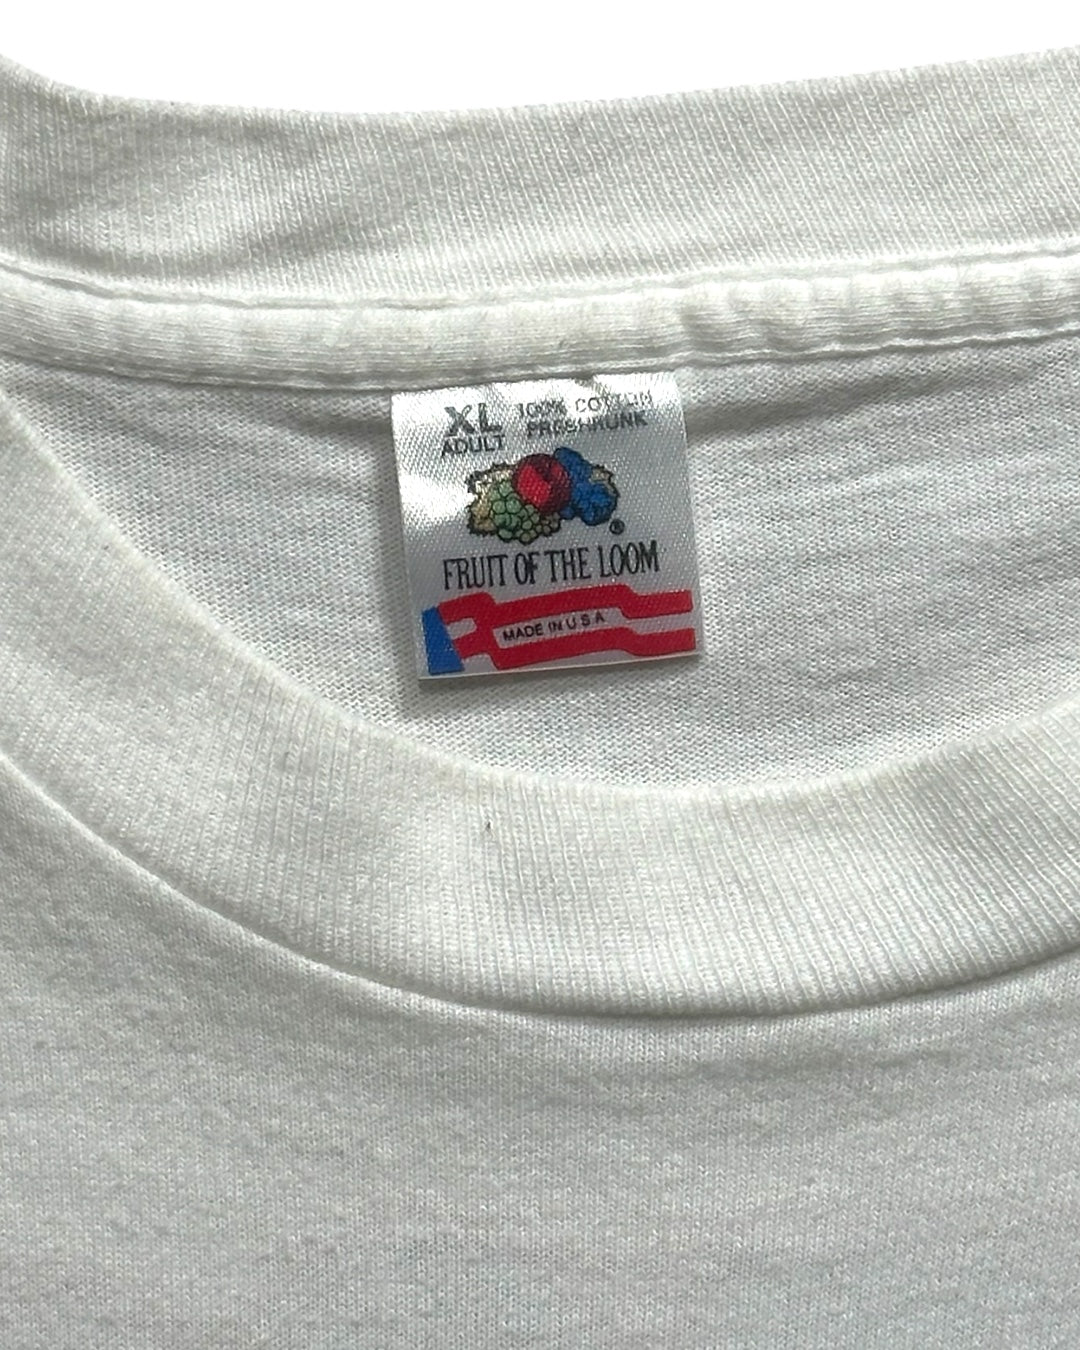 XL 100% COTTON
ADULT PRESHRUNK
®
FRUIT OF THE LOOM
MADE IN U S A